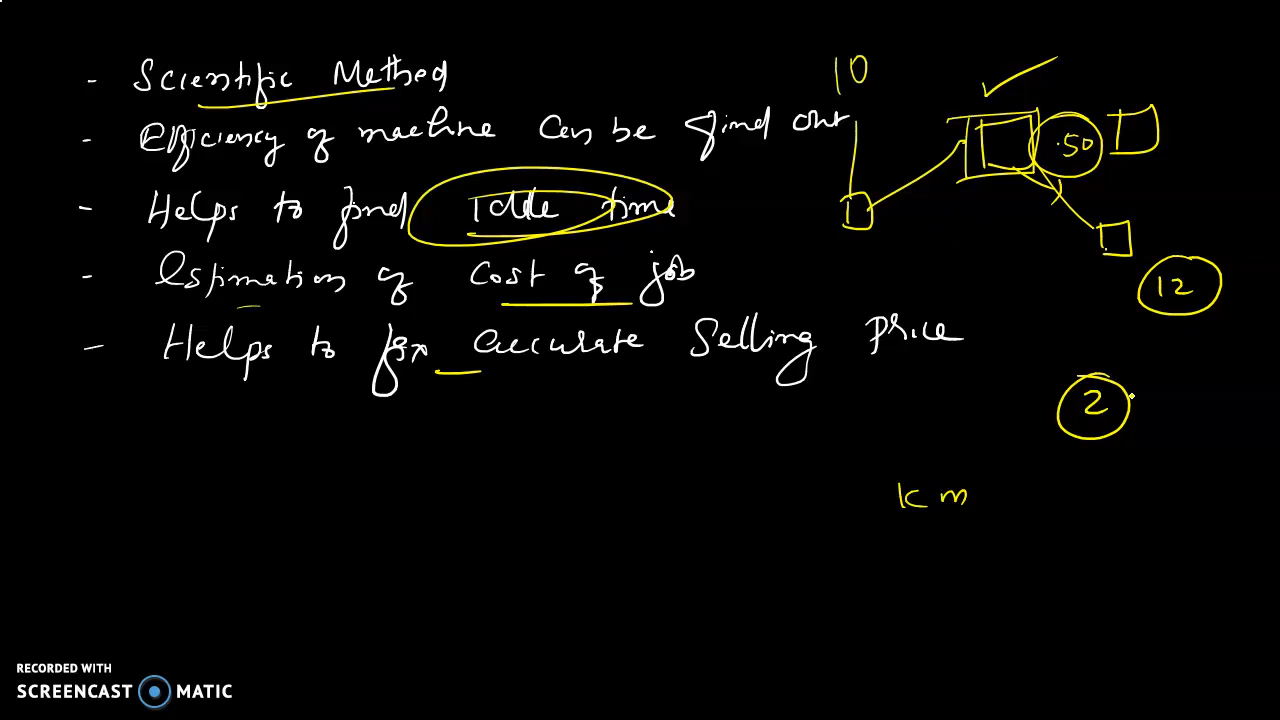 - Scientific Method
- Efficiency of machine can be find out
- Helps to find Idle time
- Estimation of cost of job
- Helps to fix accurate Selling price
10
.50
12
2
km
RECORDED WITH
SCREENCAST MATIC